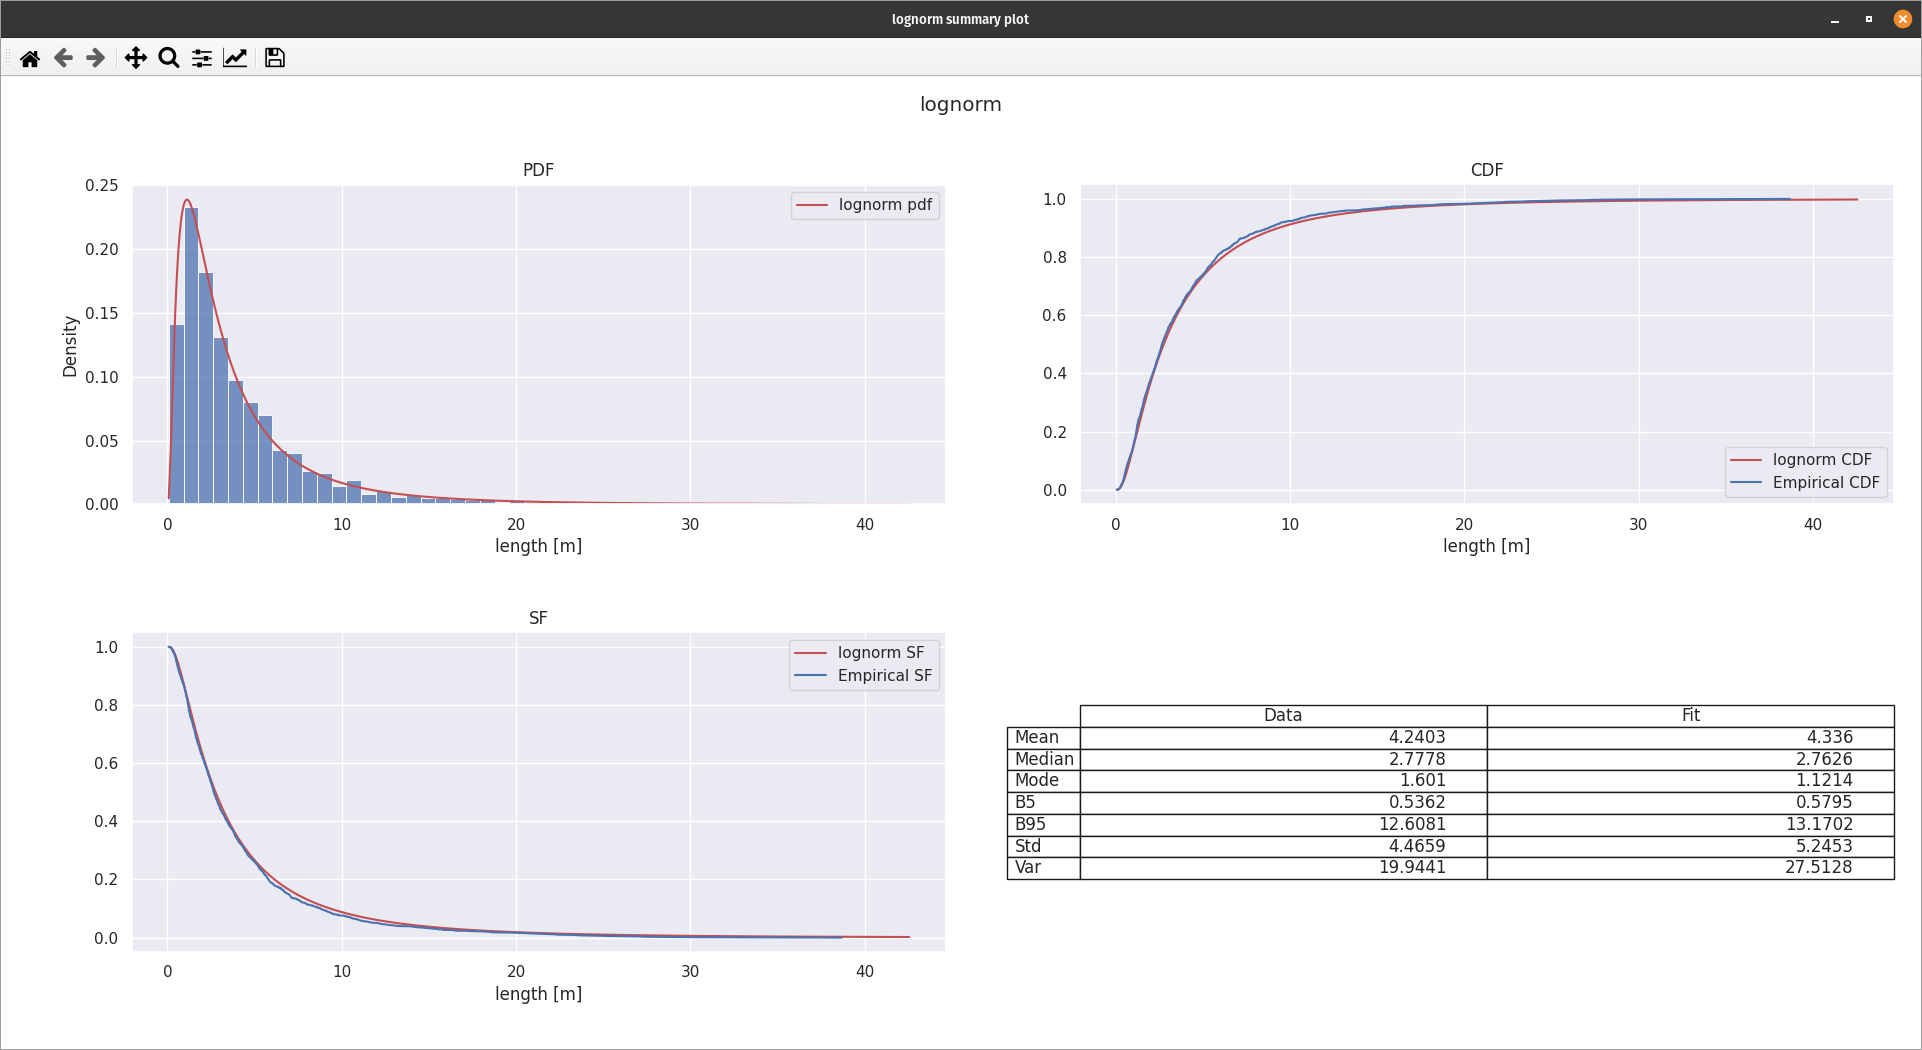 lognorm summary plot
lognorm
PDF
0.25
0.20
0.15
0.10
0.05
0.00
Density
lognorm pdf
0 10 20 30 40
length [m]
CDF
1.0
0.8
0.6
0.4
0.2
0.0
lognorm CDF
Empirical CDF
0 10 20 30 40
length [m]
SF
1.0
0.8
0.6
0.4
0.2
0.0
lognorm SF
Empirical SF
0 10 20 30 40
length [m]
Data Fit
Mean 4.2403 4.336
Median 2.7778 2.7626
Mode 1.601 1.1214
B5 0.5362 0.5795
B95 12.6081 13.1702
Std 4.4659 5.2453
Var 19.9441 27.5128